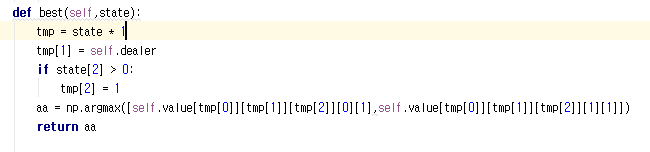 def best(self,state):
    tmp = state * 1
    tmp[1] = self.dealer
    if state[2] > 0:
        tmp[2] = 1
    aa = np.argmax([self.value[tmp[0]][tmp[1]][tmp[2]][0][1],self.value[tmp[0]][tmp[1]][tmp[2]][1][1]])
    return aa